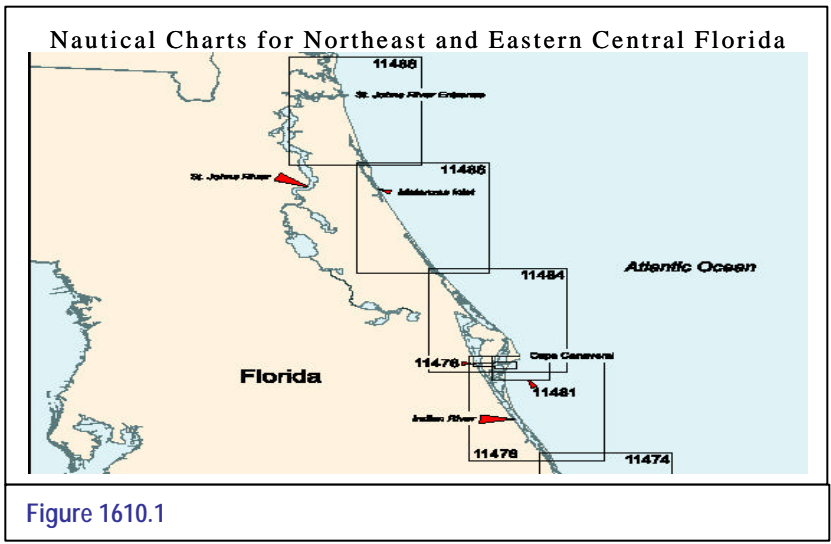 Nautical Charts for Northeast and Eastern Central Florida
11488
St. Johns River Entrance
11486
St. Johns River
Matanzas Inlet
Atlantic Ocean
11484
Cape Canaveral
11478
Florida
11481
Indian River
11476
11474
Figure 1610.1